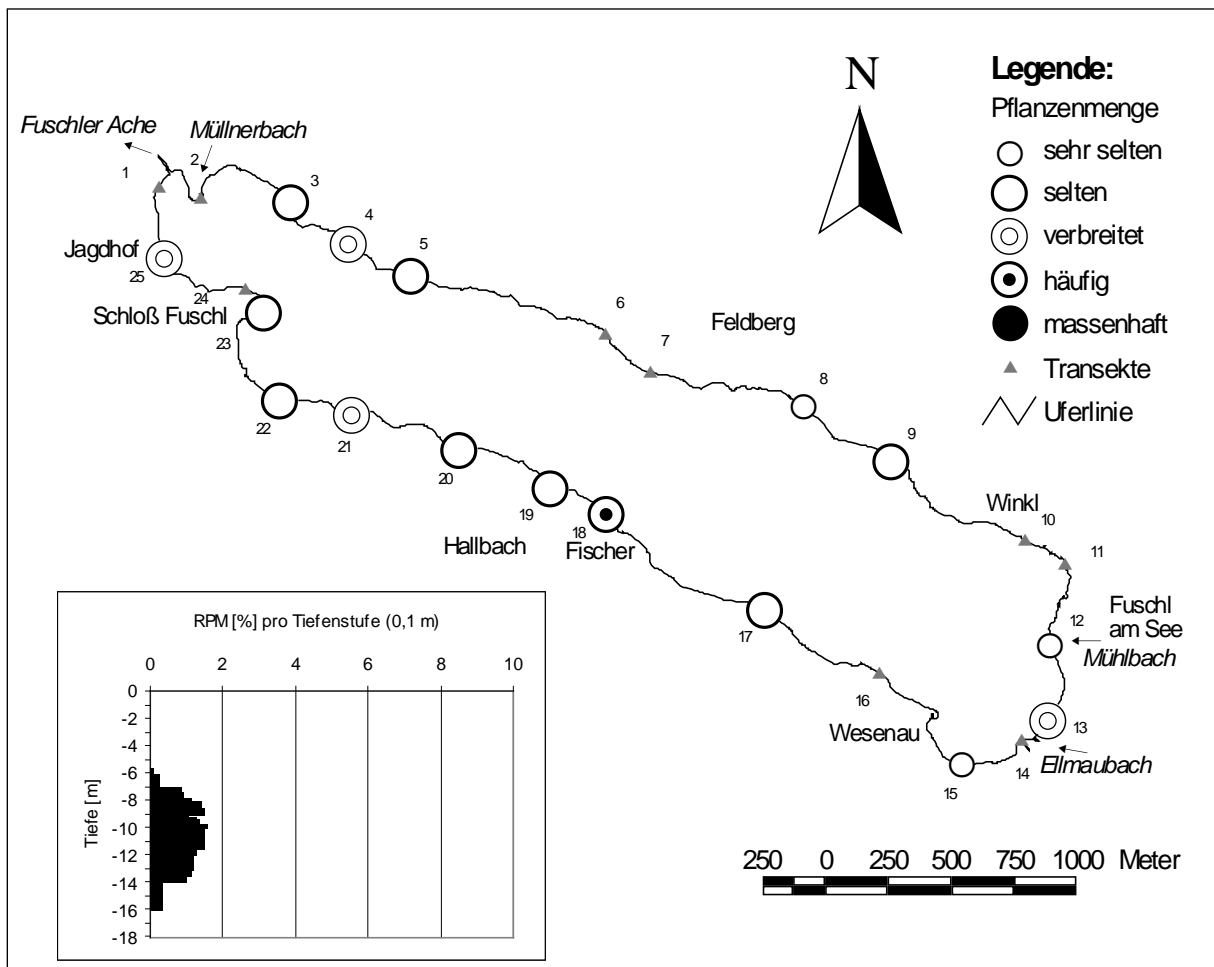 N
Legende:
Pflanzenmenge
sehr selten
selten
verbreitet
häufig
massenhaft
Transekte
Uferlinie
Fuschler Ache
Müllnerbach
1
2
3
4
5
6
7
Feldberg
8
9
Winkl
10
11
12
Fuschl
am See
Mühlbach
13
Ellmaubach
14
15
Wesenau
16
17
18
Fischer
19
Hallbach
20
21
22
23
Schloß Fuschl
24
25
Jagdhof
RPM [%] pro Tiefenstufe (0,1 m)
0 2 4 6 8 10
Tiefe [m]
0
-2
-4
-6
-8
-10
-12
-14
-16
-18
250 0 250 500 750 1000 Meter